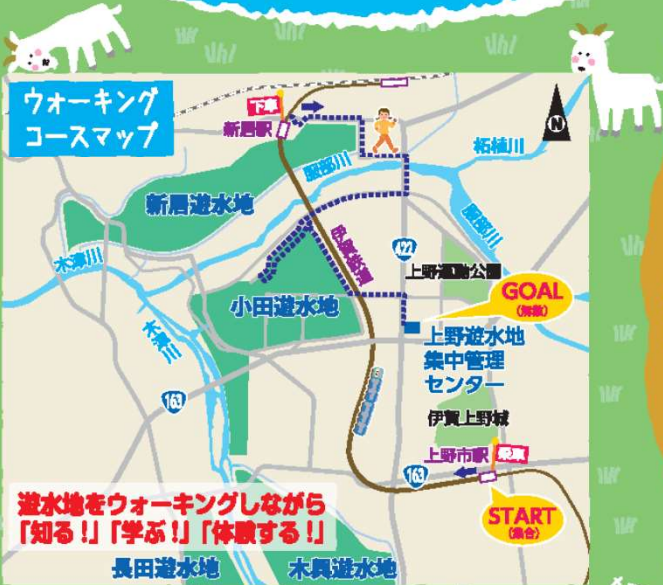 ウォーキング
コースマップ
下車
新居駅
N
柘植川
服部川
新居遊水地
服部川
木津川
伊賀鉄道
422
上野運動公園
GOAL
(解散)
小田遊水地
木津川
上野遊水地
集中管理
センター
163
伊賀上野城
上野市駅
乗車
163
START
(集合)
遊水地をウォーキングしながら
「知る!」「学ぶ!」「体験する!」
長田遊水地
木興遊水地